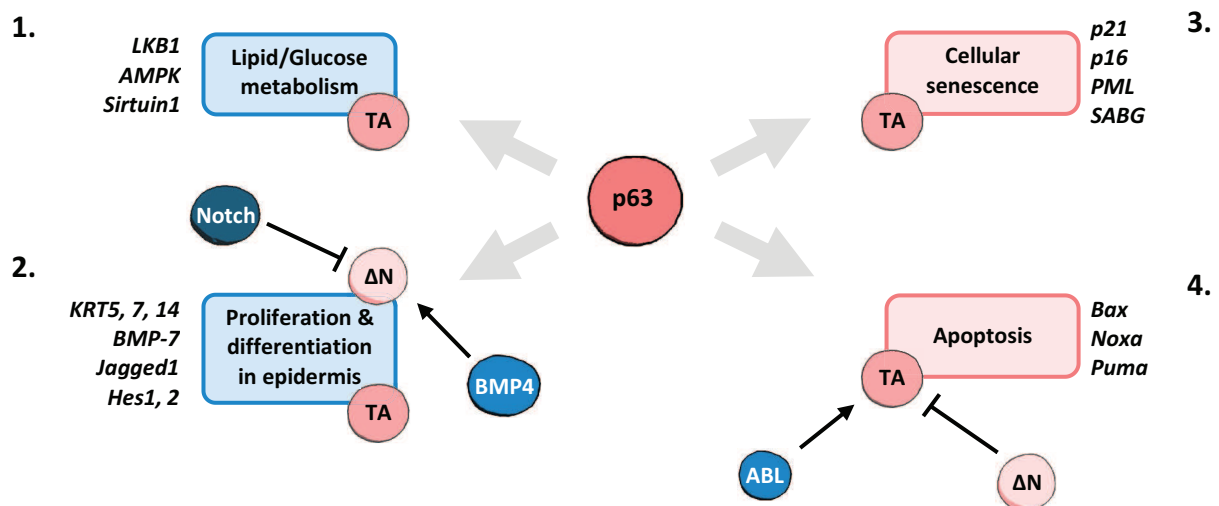 1.
LKB1
AMPK
Sirtuin1
Lipid/Glucose
metabolism
TA
Notch
2.
ΔN
KRT5, 7, 14
BMP-7
Jagged1
Hes1, 2
Proliferation &
differentiation
in epidermis
TA
BMP4
p63
3.
Cellular
senescence
TA
p21
p16
PML
SABG
4.
Apoptosis
TA
Bax
Noxa
Puma
ABL
ΔN